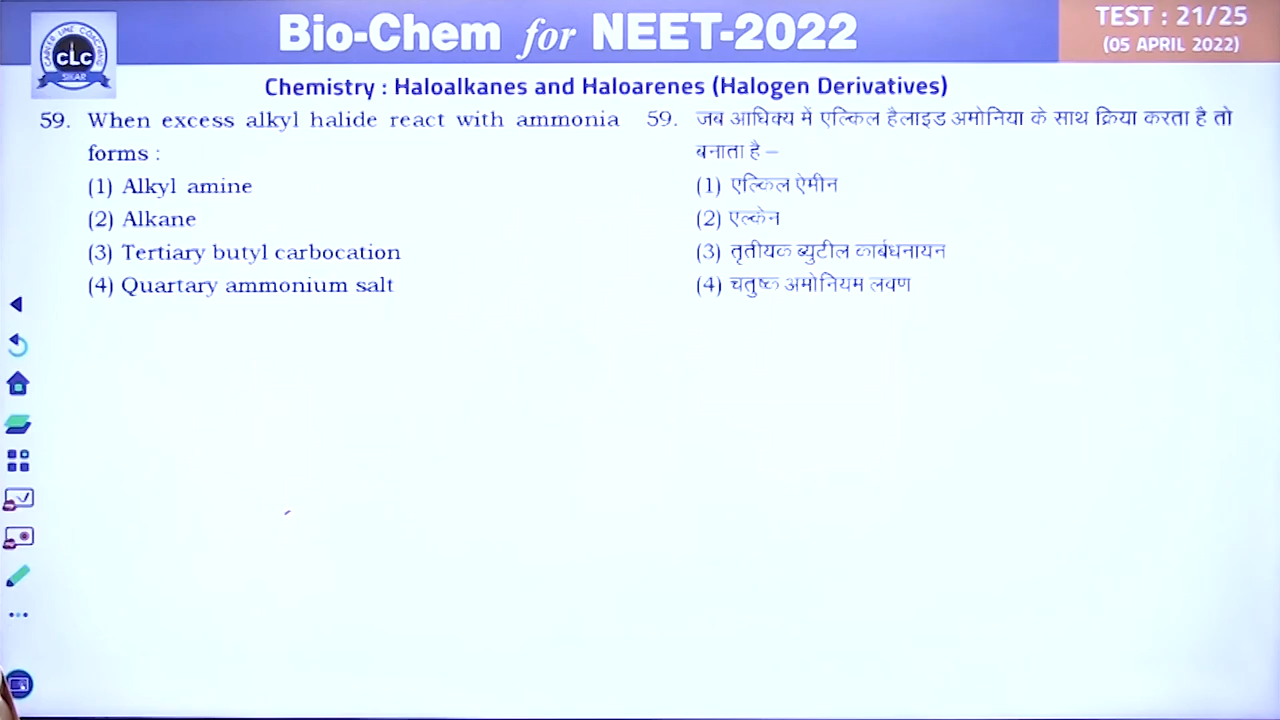 CAREER LINE COACHING
CLC
SIKAR
Bio-Chem for NEET-2022
TEST : 21/25
(05 APRIL 2022)
Chemistry : Haloalkanes and Haloarenes (Halogen Derivatives)
59. When excess alkyl halide react with ammonia
forms :
(1) Alkyl amine
(2) Alkane
(3) Tertiary butyl carbocation
(4) Quartary ammonium salt
59. जब आधिक्य में एल्किल हैलाइड अमोनिया के साथ क्रिया करता है तो
बनाता है –
(1) एल्किल ऐमीन
(2) एल्केन
(3) तृतीयक ब्युटील कार्बधनायन
(4) चतुष्क अमोनियम लवण